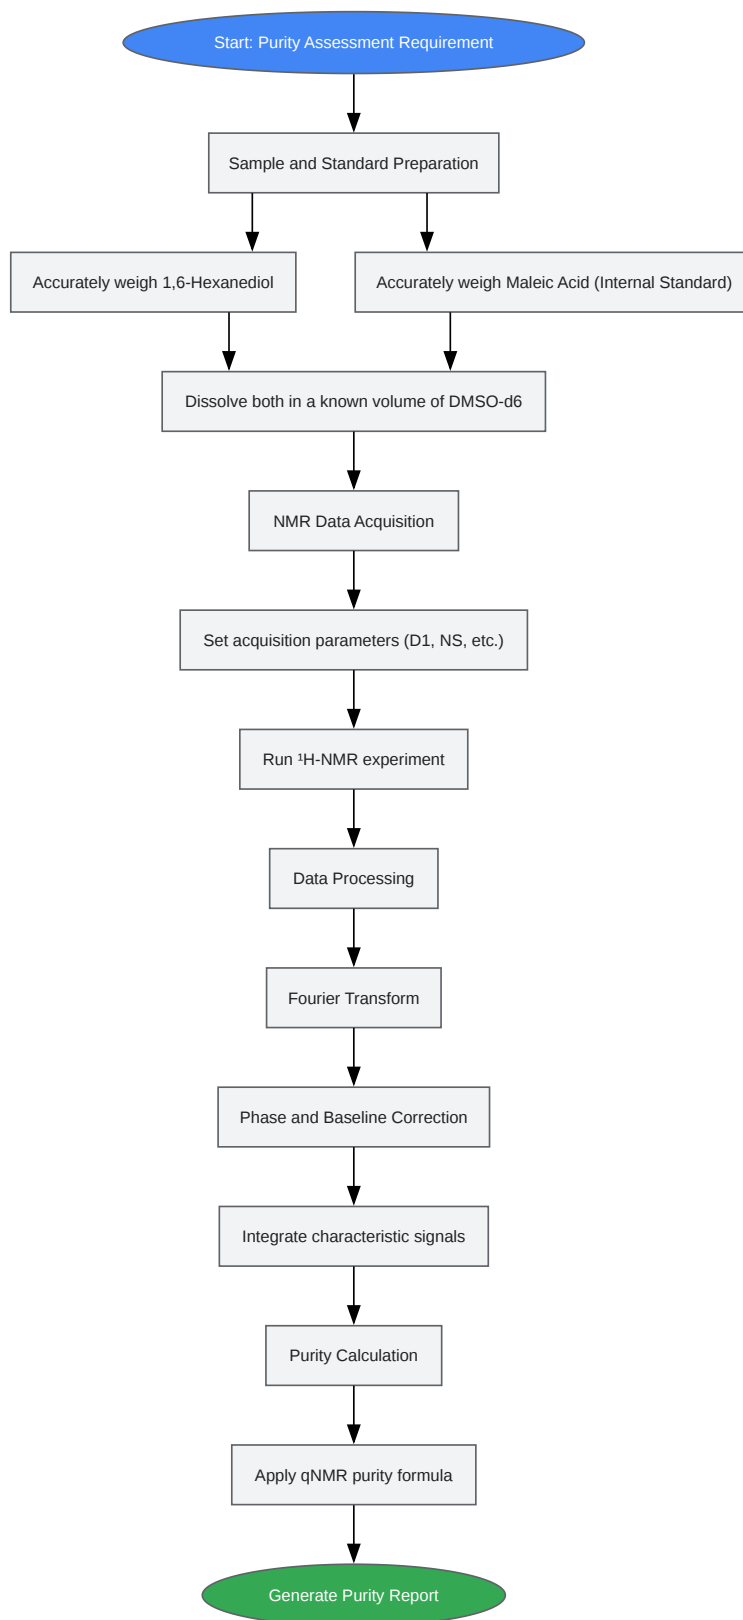 Start: Purity Assessment Requirement
Sample and Standard Preparation
Accurately weigh 1,6-Hexanediol
Accurately weigh Maleic Acid (Internal Standard)
Dissolve both in a known volume of DMSO-d6
NMR Data Acquisition
Set acquisition parameters (D1, NS, etc.)
Run ¹H-NMR experiment
Data Processing
Fourier Transform
Phase and Baseline Correction
Integrate characteristic signals
Purity Calculation
Apply qNMR purity formula
Generate Purity Report